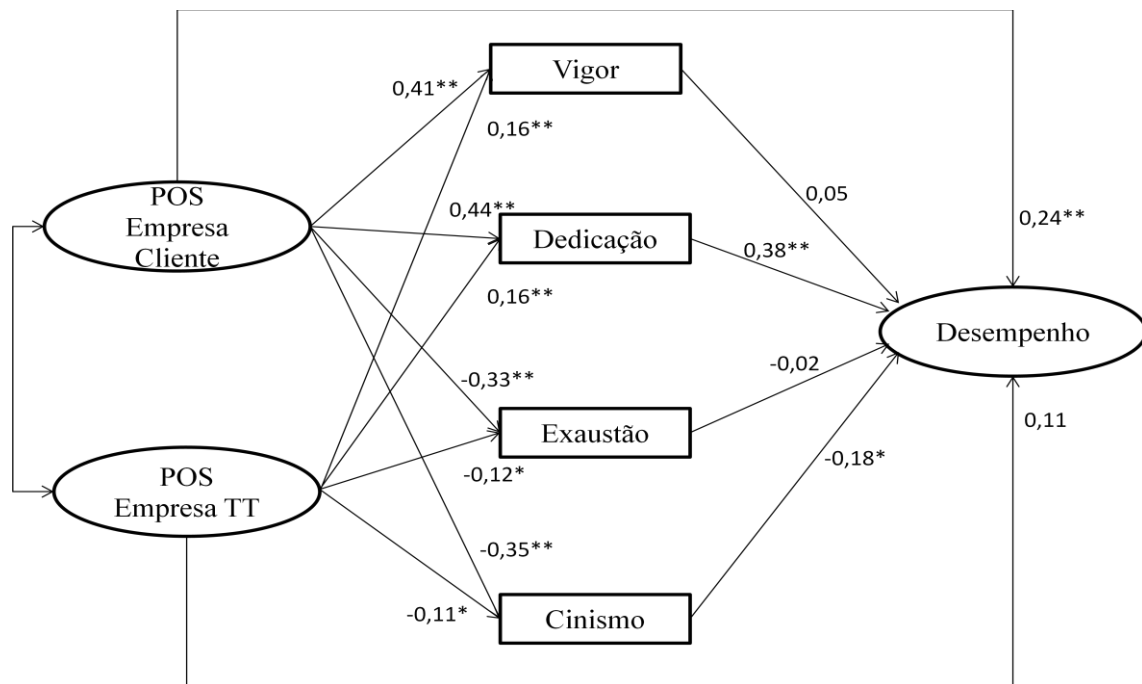 Vigor
0,41**
0,16**
POS
Empresa
Cliente
0,44**
Dedicação
0,05
0,38**
0,24**
0,16**
Desempenho
-0,33**
-0,02
Exaustão
0,11
POS
Empresa TT
-0,12*
-0,18*
-0,35**
-0,11*
Cinismo